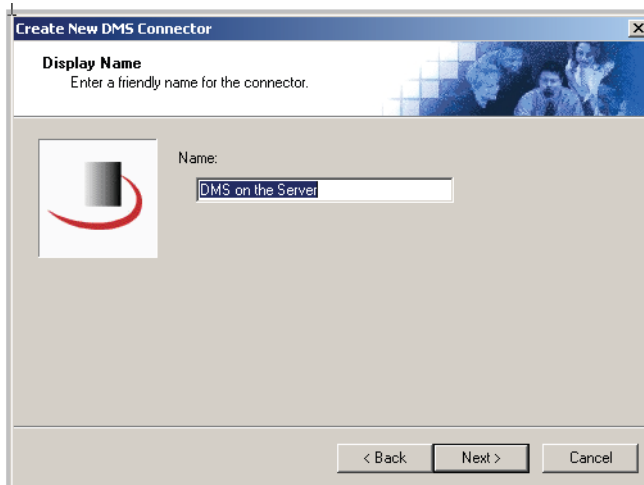 Create New DMS Connector
Display Name
Enter a friendly name for the connector.
Name:
DMS on the Server
< Back
Next >
Cancel